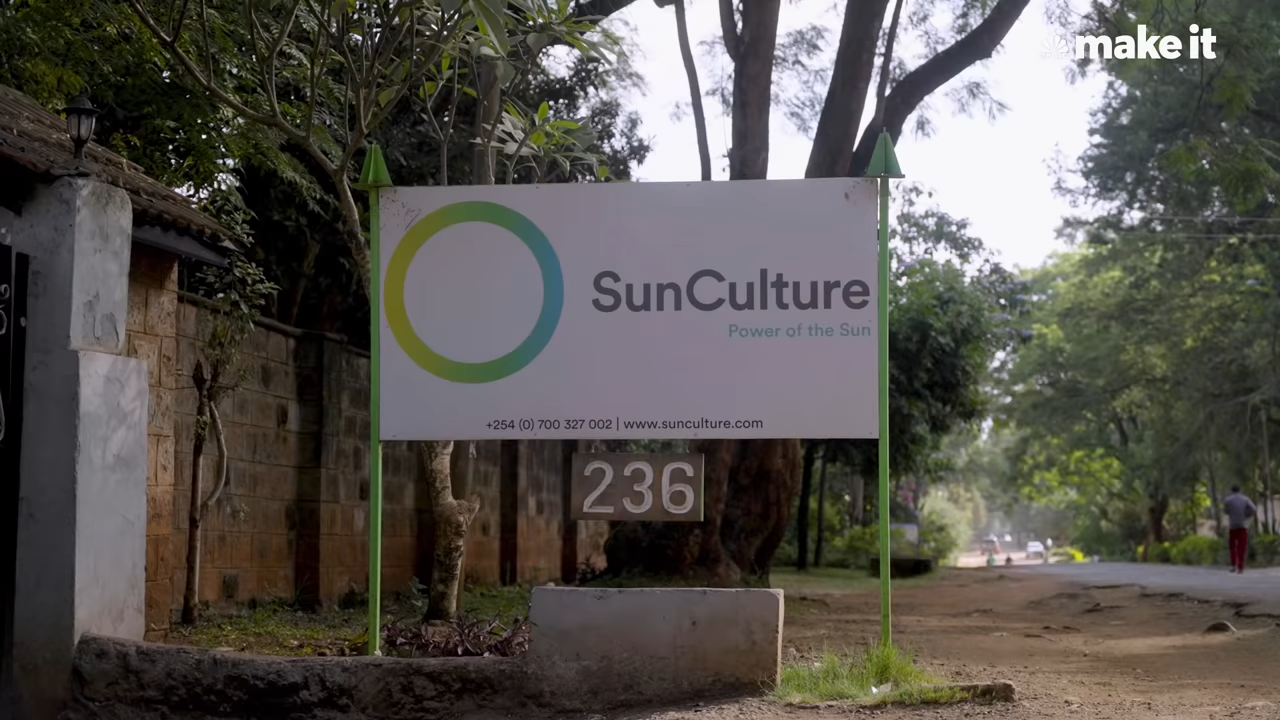 make it
SunCulture
Power of the Sun
+254 (0) 700 327 002 | www.sunculture.com
236